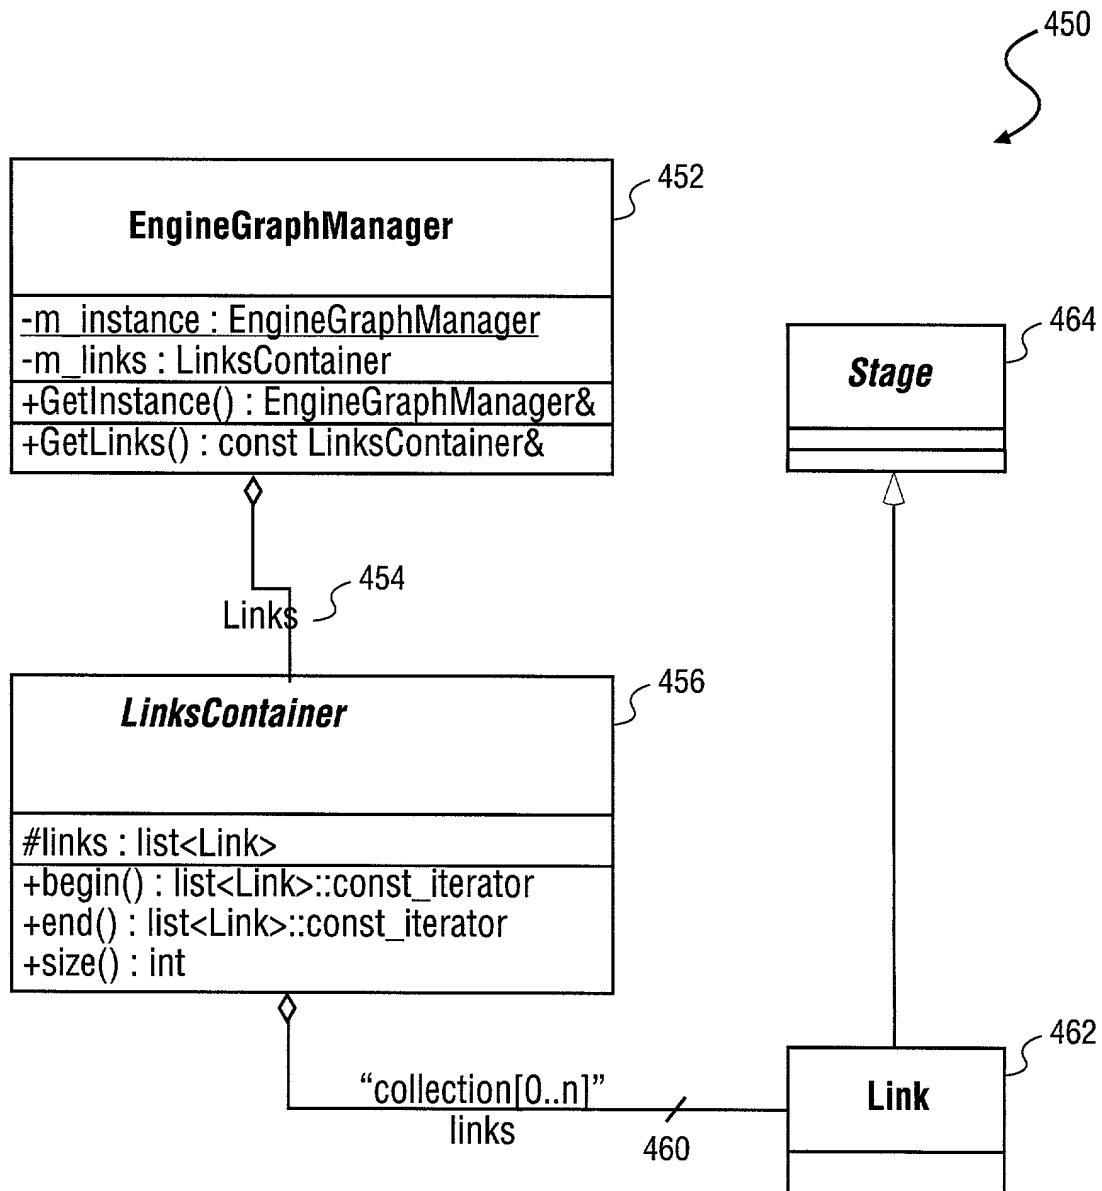 450
452
EngineGraphManager
-m_instance : EngineGraphManager
-m_links : LinksContainer
+GetInstance() : EngineGraphManager&
+GetLinks() : const LinksContainer&
464
Stage
454
Links
456
LinksContainer
#links : list<Link>
+begin() : list<Link>::const_iterator
+end() : list<Link>::const_iterator
+size() : int
462
Link
“collection[0..n]”
links
460